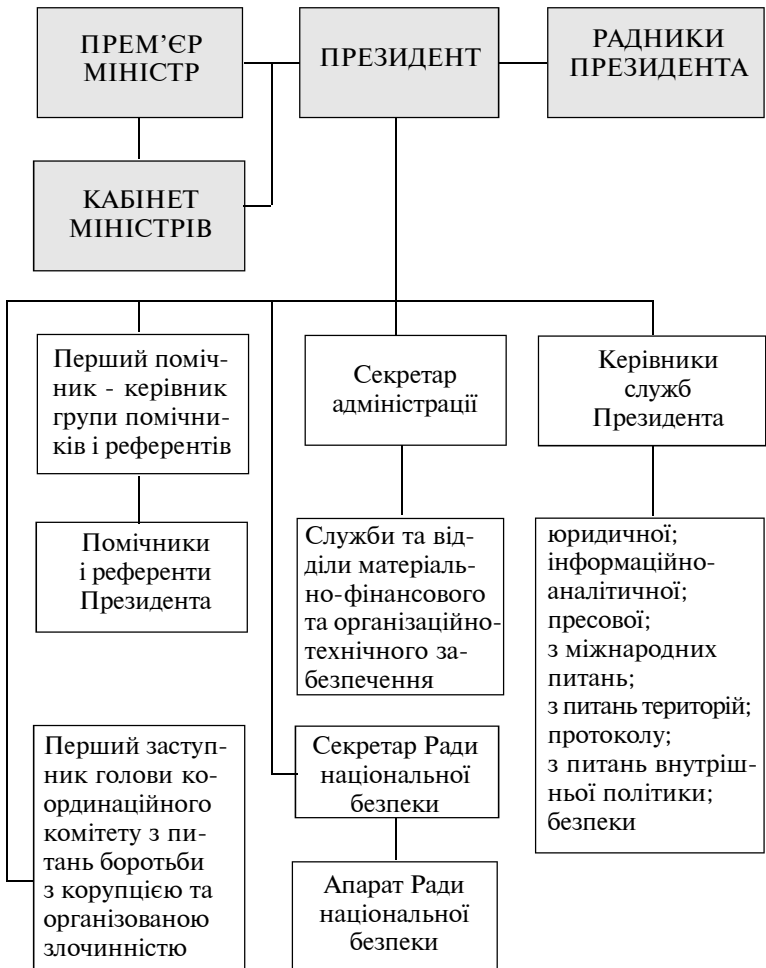 ПРЕМ’ЄР
МІНІСТР
ПРЕЗИДЕНТ
РАДНИКИ
ПРЕЗИДЕНТА
КАБІНЕТ
МІНІСТРІВ
Перший поміч-
ник - керівник
групи помічни-
ків і референтів
Секретар
адміністрації
Керівники
служб
Президента
Помічники
і референти
Президента
Служби та від-
діли матеріаль-
но-фінансового
та організаційно-
технічного за-
безпечення
юридичної;
інформаційно-
аналітичної;
пресової;
з міжнародних
питань;
з питань територій;
протоколу;
з питань внутріш-
ньої політики;
безпеки
Перший заступ-
ник голови ко-
ординаційного
комітету з пи-
тань боротьби
з корупцією та
організованою
злочинністю
Секретар Ради
національної
безпеки
Апарат Ради
національної
безпеки